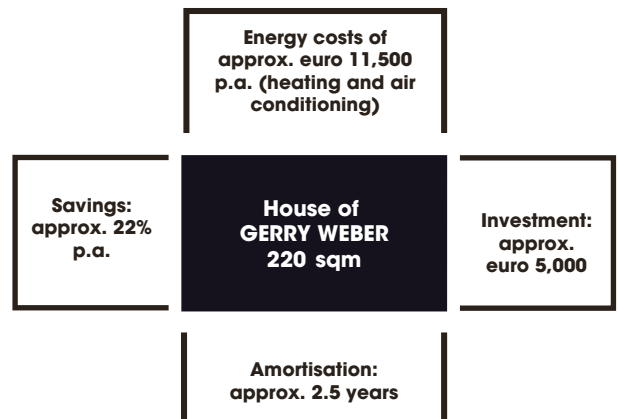 Energy costs of
approx. euro 11,500
p.a. (heating and air
conditioning)
Savings:
approx. 22%
p.a.
House of
GERRY WEBER
220 sqm
Investment:
approx.
euro 5,000
Amortisation:
approx. 2.5 years